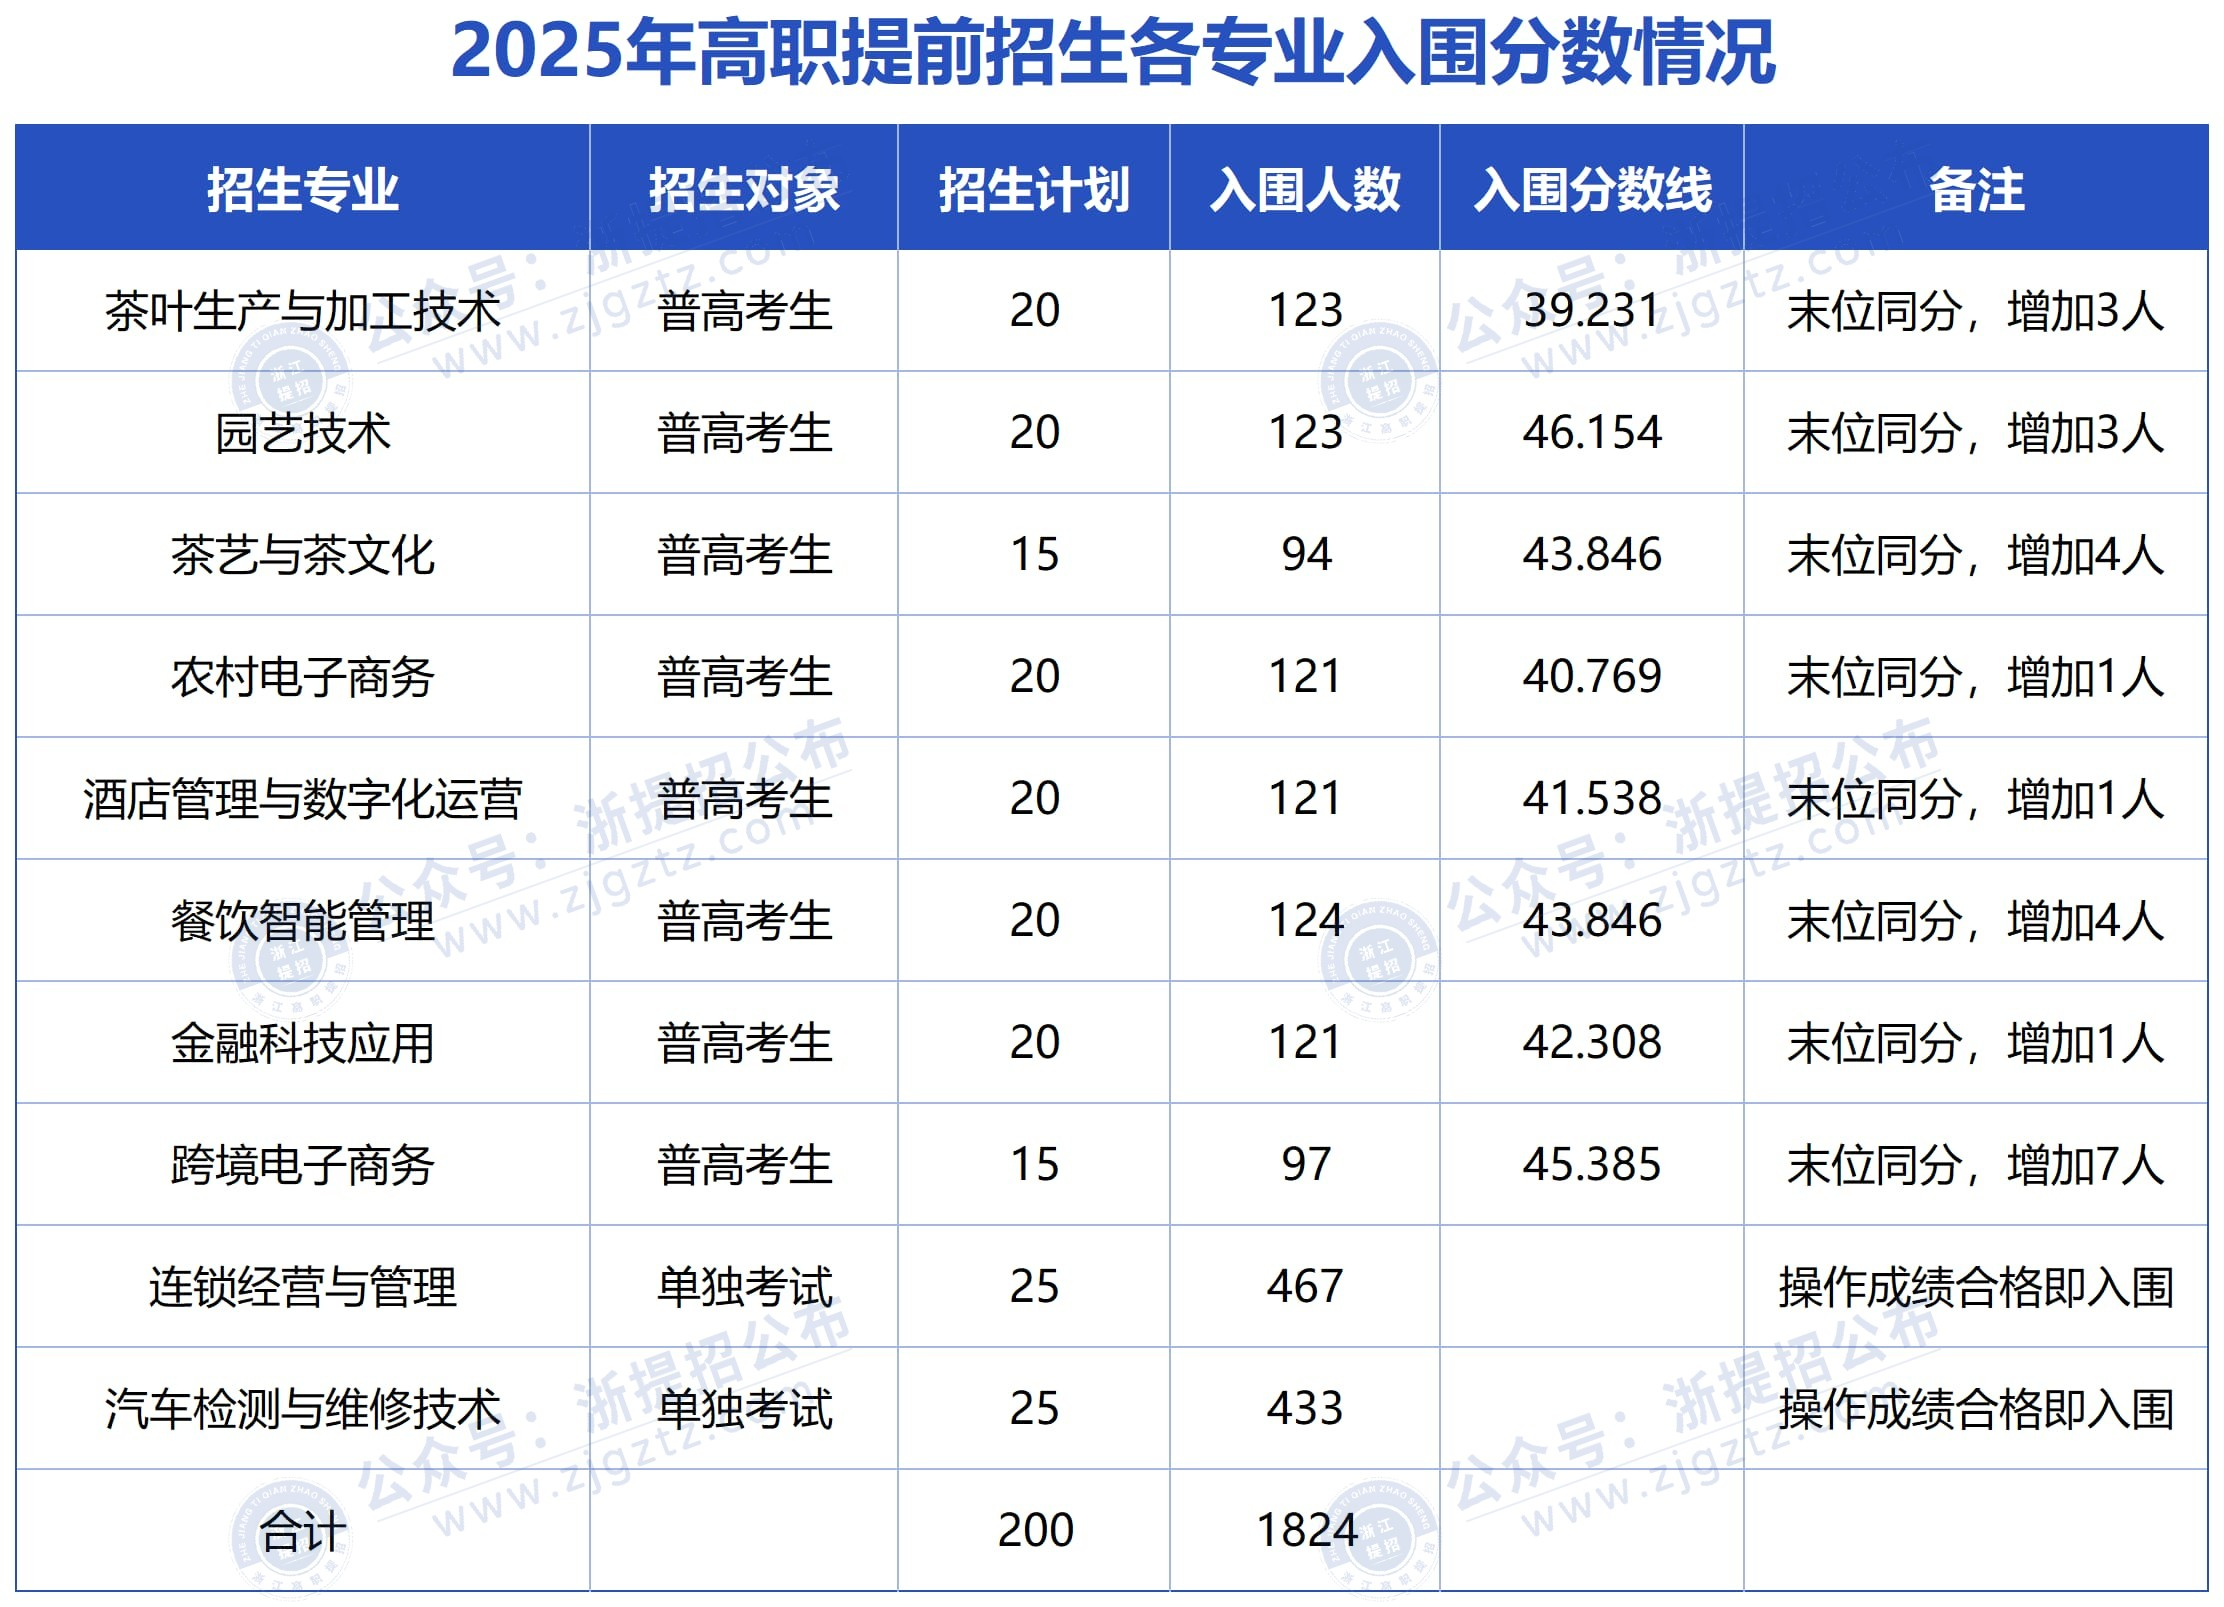 2025年高职提前招生各专业入围分数情况
招生专业 招生对象 招生计划 入围人数 入围分数线 备注
茶叶生产与加工技术 普高考生 20 123 39.231 末位同分，增加3人
园艺技术 普高考生 20 123 46.154 末位同分，增加3人
茶艺与茶文化 普高考生 15 94 43.846 末位同分，增加4人
农村电子商务 普高考生 20 121 40.769 末位同分，增加1人
酒店管理与数字化运营 普高考生 20 121 41.538 末位同分，增加1人
餐饮智能管理 普高考生 20 124 43.846 末位同分，增加4人
金融科技应用 普高考生 20 121 42.308 末位同分，增加1人
跨境电子商务 普高考生 15 97 45.385 末位同分，增加7人
连锁经营与管理 单独考试 25 467 操作成绩合格即入围
汽车检测与维修技术 单独考试 25 433 操作成绩合格即入围
合计 200 1824
公众号：浙提招公布
www.zjgztz.com
ZHE JIANG TI QIAN ZHAO SHENG
浙江
提招